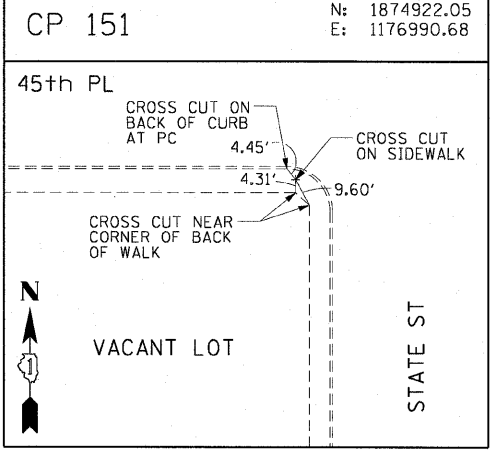 CP 151
N: 1874922.05
E: 1176990.68
45th PL
CROSS CUT ON
BACK OF CURB
AT PC
4.45'
CROSS CUT
ON SIDEWALK
4.31'
9.60'
CROSS CUT NEAR
CORNER OF BACK
OF WALK
N
1
VACANT LOT
STATE ST